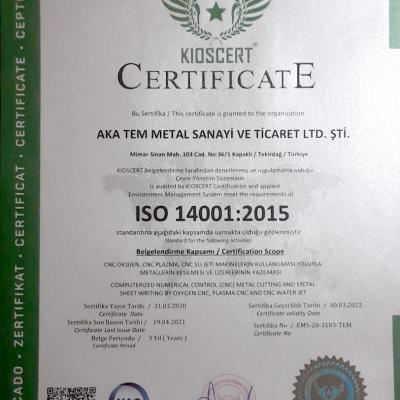 KIOSCERT
CERTIFICATE
Bu Sertifika / This certificate is granted to the organization
AKA TEM METAL SANAYİ VE TİCARET LTD. ŞTİ.
Mimar Sinan Mah. 103 Cad. No:36/1 Kapaklı / Tekirdağ / Türkiye
KIOSCERT Belgelendirme tarafından denetlenmiş ve uygulamakta olduğu
Çevre Yönetim Sisteminin
Is audited by KIOSCERT Certification and applied
Environment Management System meet the requirements of
ISO 14001:2015
standardına aşağıdaki kapsamda uymakta olduğu gözlenmiştir.
Standard for the following activities
Belgelendirme Kapsamı / Certification Scope
CNC OKSİJEN, CNC PLAZMA, CNC SU JETİ MAKİNELERİN KULLANILMASI YOLUYLA
METALLERİN KESİLMESİ VE ÜZERLERİNİN YAZILMASI
COMPUTERIZED NUMERICAL CONTROL (CNC) METAL CUTTING AND METAL
SHEET WRITING BY OXYGEN CNC, PLASMA CNC AND CNC WATER JET
Sertifika Yayın Tarihi / 31.03.2020
Certificate Date
Sertifika Son Basım Tarihi / 19.04.2021
Certificate Last Issue Date
Belge Periyodu / 3 Yıl ( Years )
Certificate Period
Sertifika Geçerlilik Tarihi / 30.03.2022
Certificate validity Date
Sertifika No / EMS-20-3103-TEM
Certificate No
CADO · ZERTIFIKAT · CERTIFICAT · CERTIFICATE ·